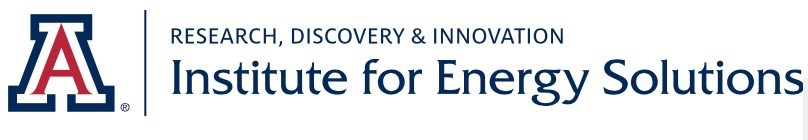 A®
RESEARCH, DISCOVERY & INNOVATION
Institute for Energy Solutions